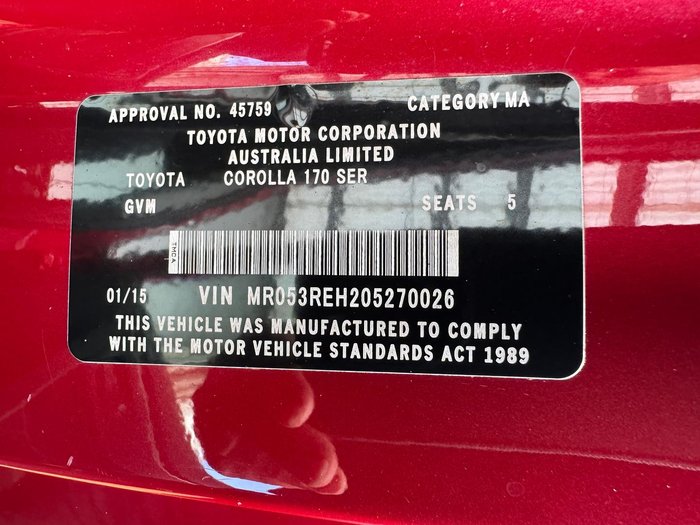 APPROVAL NO. 45759 CATEGORY MA
TOYOTA MOTOR CORPORATION
AUSTRALIA LIMITED
TOYOTA COROLLA 170 SER
GVM SEATS 5
TMCA
01/15 VIN MR053REH205270026
THIS VEHICLE WAS MANUFACTURED TO COMPLY
WITH THE MOTOR VEHICLE STANDARDS ACT 1989